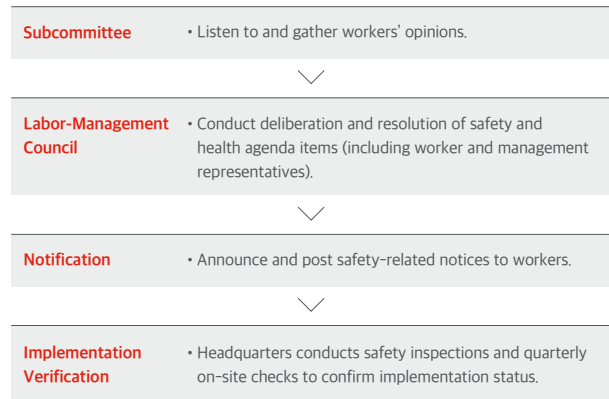 Subcommittee
• Listen to and gather workers’ opinions.
Labor-Management
Council
• Conduct deliberation and resolution of safety and
health agenda items (including worker and management
representatives).
Notification
• Announce and post safety-related notices to workers.
Implementation
Verification
• Headquarters conducts safety inspections and quarterly
on-site checks to confirm implementation status.